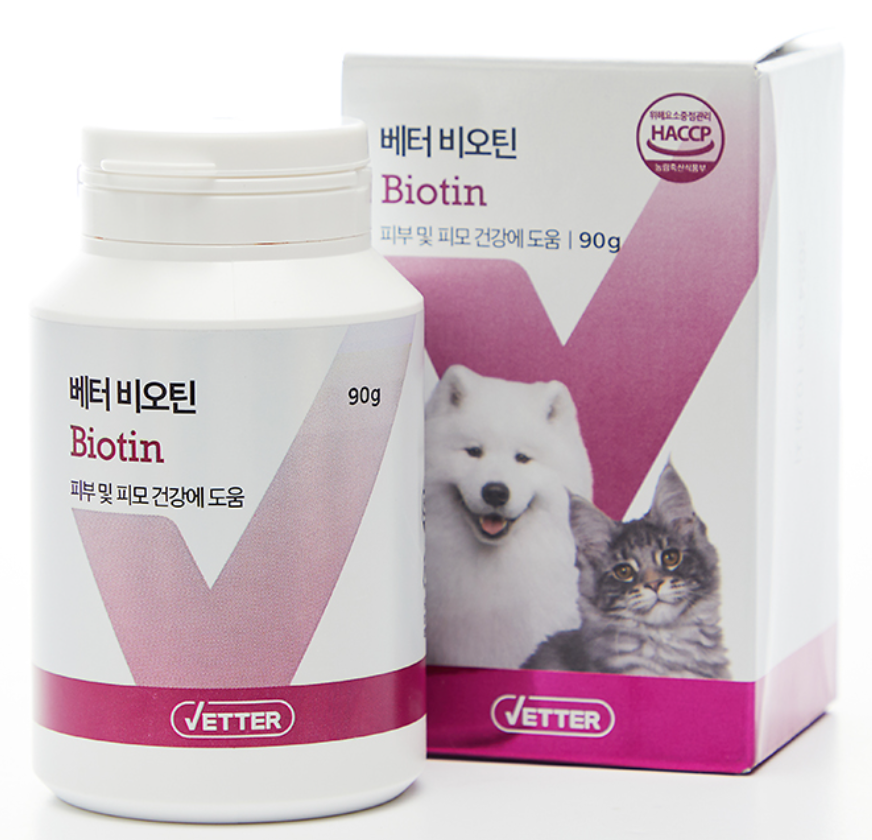 베터 비오틴
Biotin
피부 및 피모 건강에 도움 | 90g
위해요소중점관리
HACCP
농림축산식품부
VETTER
베터 비오틴
90g
Biotin
피부 및 피모 건강에 도움
VETTER